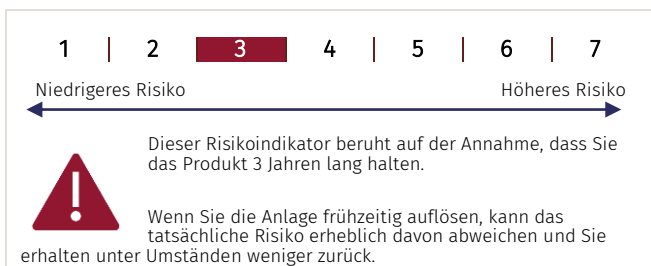 1 | 2 3 4 | 5 | 6 | 7
Niedrigeres Risiko Höheres Risiko
Dieser Risikoindikator beruht auf der Annahme, dass Sie
das Produkt 3 Jahren lang halten.
Wenn Sie die Anlage frühzeitig auflösen, kann das
tatsächliche Risiko erheblich davon abweichen und Sie
erhalten unter Umständen weniger zurück.